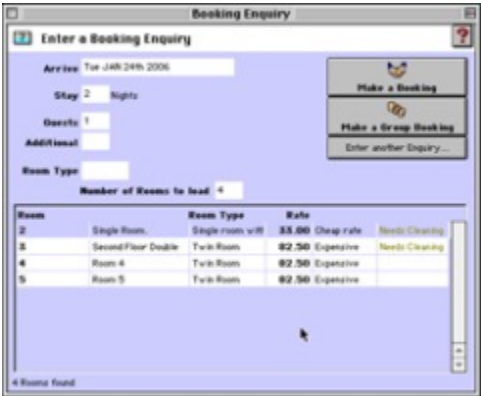 Booking Enquiry
Enter a Booking Enquiry
?
Arrive Tue JAN 24th 2006
Make a Booking
Stay 2 Nights
Guests 1
Make a Group Booking
Additional
Enter another Enquiry...
Room Type
Number of Rooms to load 4
Room Room Type Rate
2 Single Room. Single room with 33.00 Cheap rate Needs Cleaning
3 Second Floor Double Twin Room 82.50 Expensive Needs Cleaning
4 Room 4 Twin Room 82.50 Expensive
5 Room 5 Twin Room 82.50 Expensive
4 Rooms found